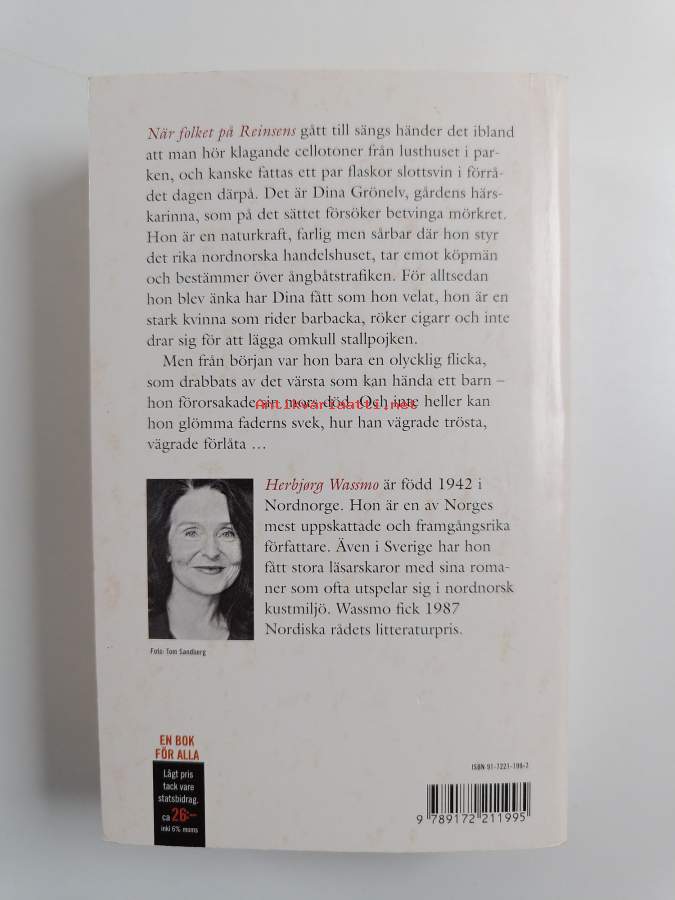 När folket på Reinsens gått till sängs händer det ibland
att man hör klagande cellotoner från lusthuset i par-
ken, och kanske fattas ett par flaskor slottsvin i förrå-
det dagen därpå. Det är Dina Grönelv, gårdens härs-
karinna, som på det sättet försöker betvinga mörkret.
Hon är en naturkraft, farlig men sårbar där hon styr
det rika nordnorska handelshuset, tar emot köpmän
och bestämmer över ångbåtstrafiken. För alltsedan
hon blev änka har Dina fått som hon velat, hon är en
stark kvinna som rider barbacka, röker cigarr och inte
drar sig för att lägga omkull stallpojken.
Men från början var hon bara en olycklig flicka,
som drabbats av det värsta som kan hända ett barn –
hon förorsakade sin mors död. Och inte heller kan
Antikvariaatti.net
hon glömma faderns svek, hur han vägrade trösta,
vägrade förlåta ...
Herbjørg Wassmo är född 1942 i
Nordnorge. Hon är en av Norges
mest uppskattade och framgångsrika
författare. Även i Sverige har hon
fått stora läsarskaror med sina roma-
ner som ofta utspelar sig i nordnorsk
kustmiljö. Wassmo fick 1987
Nordiska rådets litteraturpris.
Foto: Tom Sandberg
EN BOK
FÖR ALLA
Lågt pris
tack vare
statsbidrag.
ca 26:–
inkl 6% moms
ISBN 91-7221-199-2
9 789172 211995